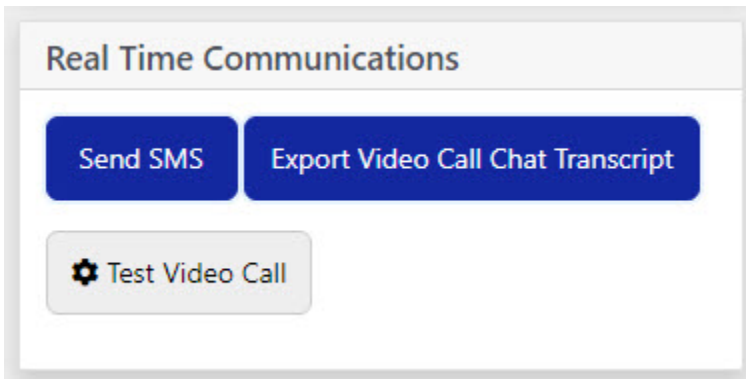 Real Time Communications
Send SMS
Export Video Call Chat Transcript
Test Video Call